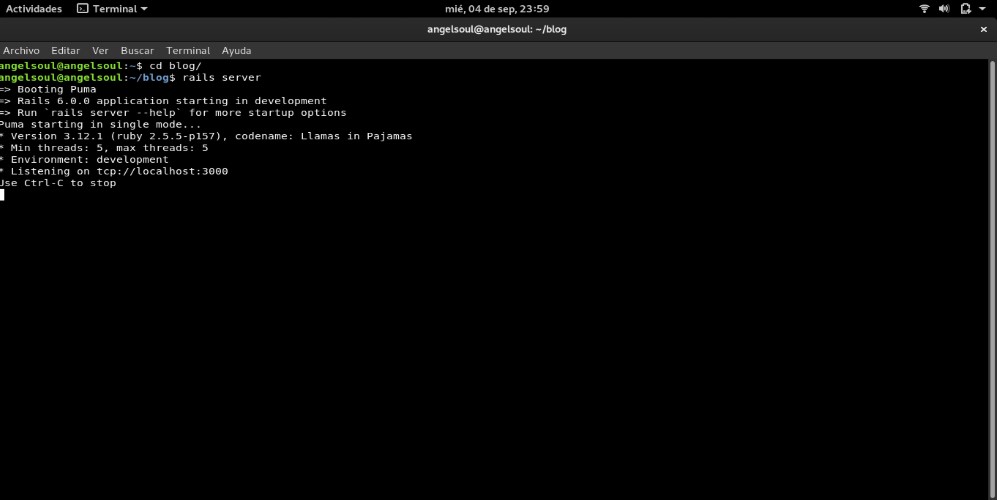 Actividades Terminal mié, 04 de sep, 23:59
angelsoul@angelsoul: ~/blog ×
Archivo Editar Ver Buscar Terminal Ayuda
angelsoul@angelsoul:~$ cd blog/
angelsoul@angelsoul:~/blog$ rails server
=> Booting Puma
=> Rails 6.0.0 application starting in development
=> Run `rails server --help` for more startup options
Puma starting in single mode...
* Version 3.12.1 (ruby 2.5.5-p157), codename: Llamas in Pajamas
* Min threads: 5, max threads: 5
* Environment: development
* Listening on tcp://localhost:3000
Use Ctrl-C to stop